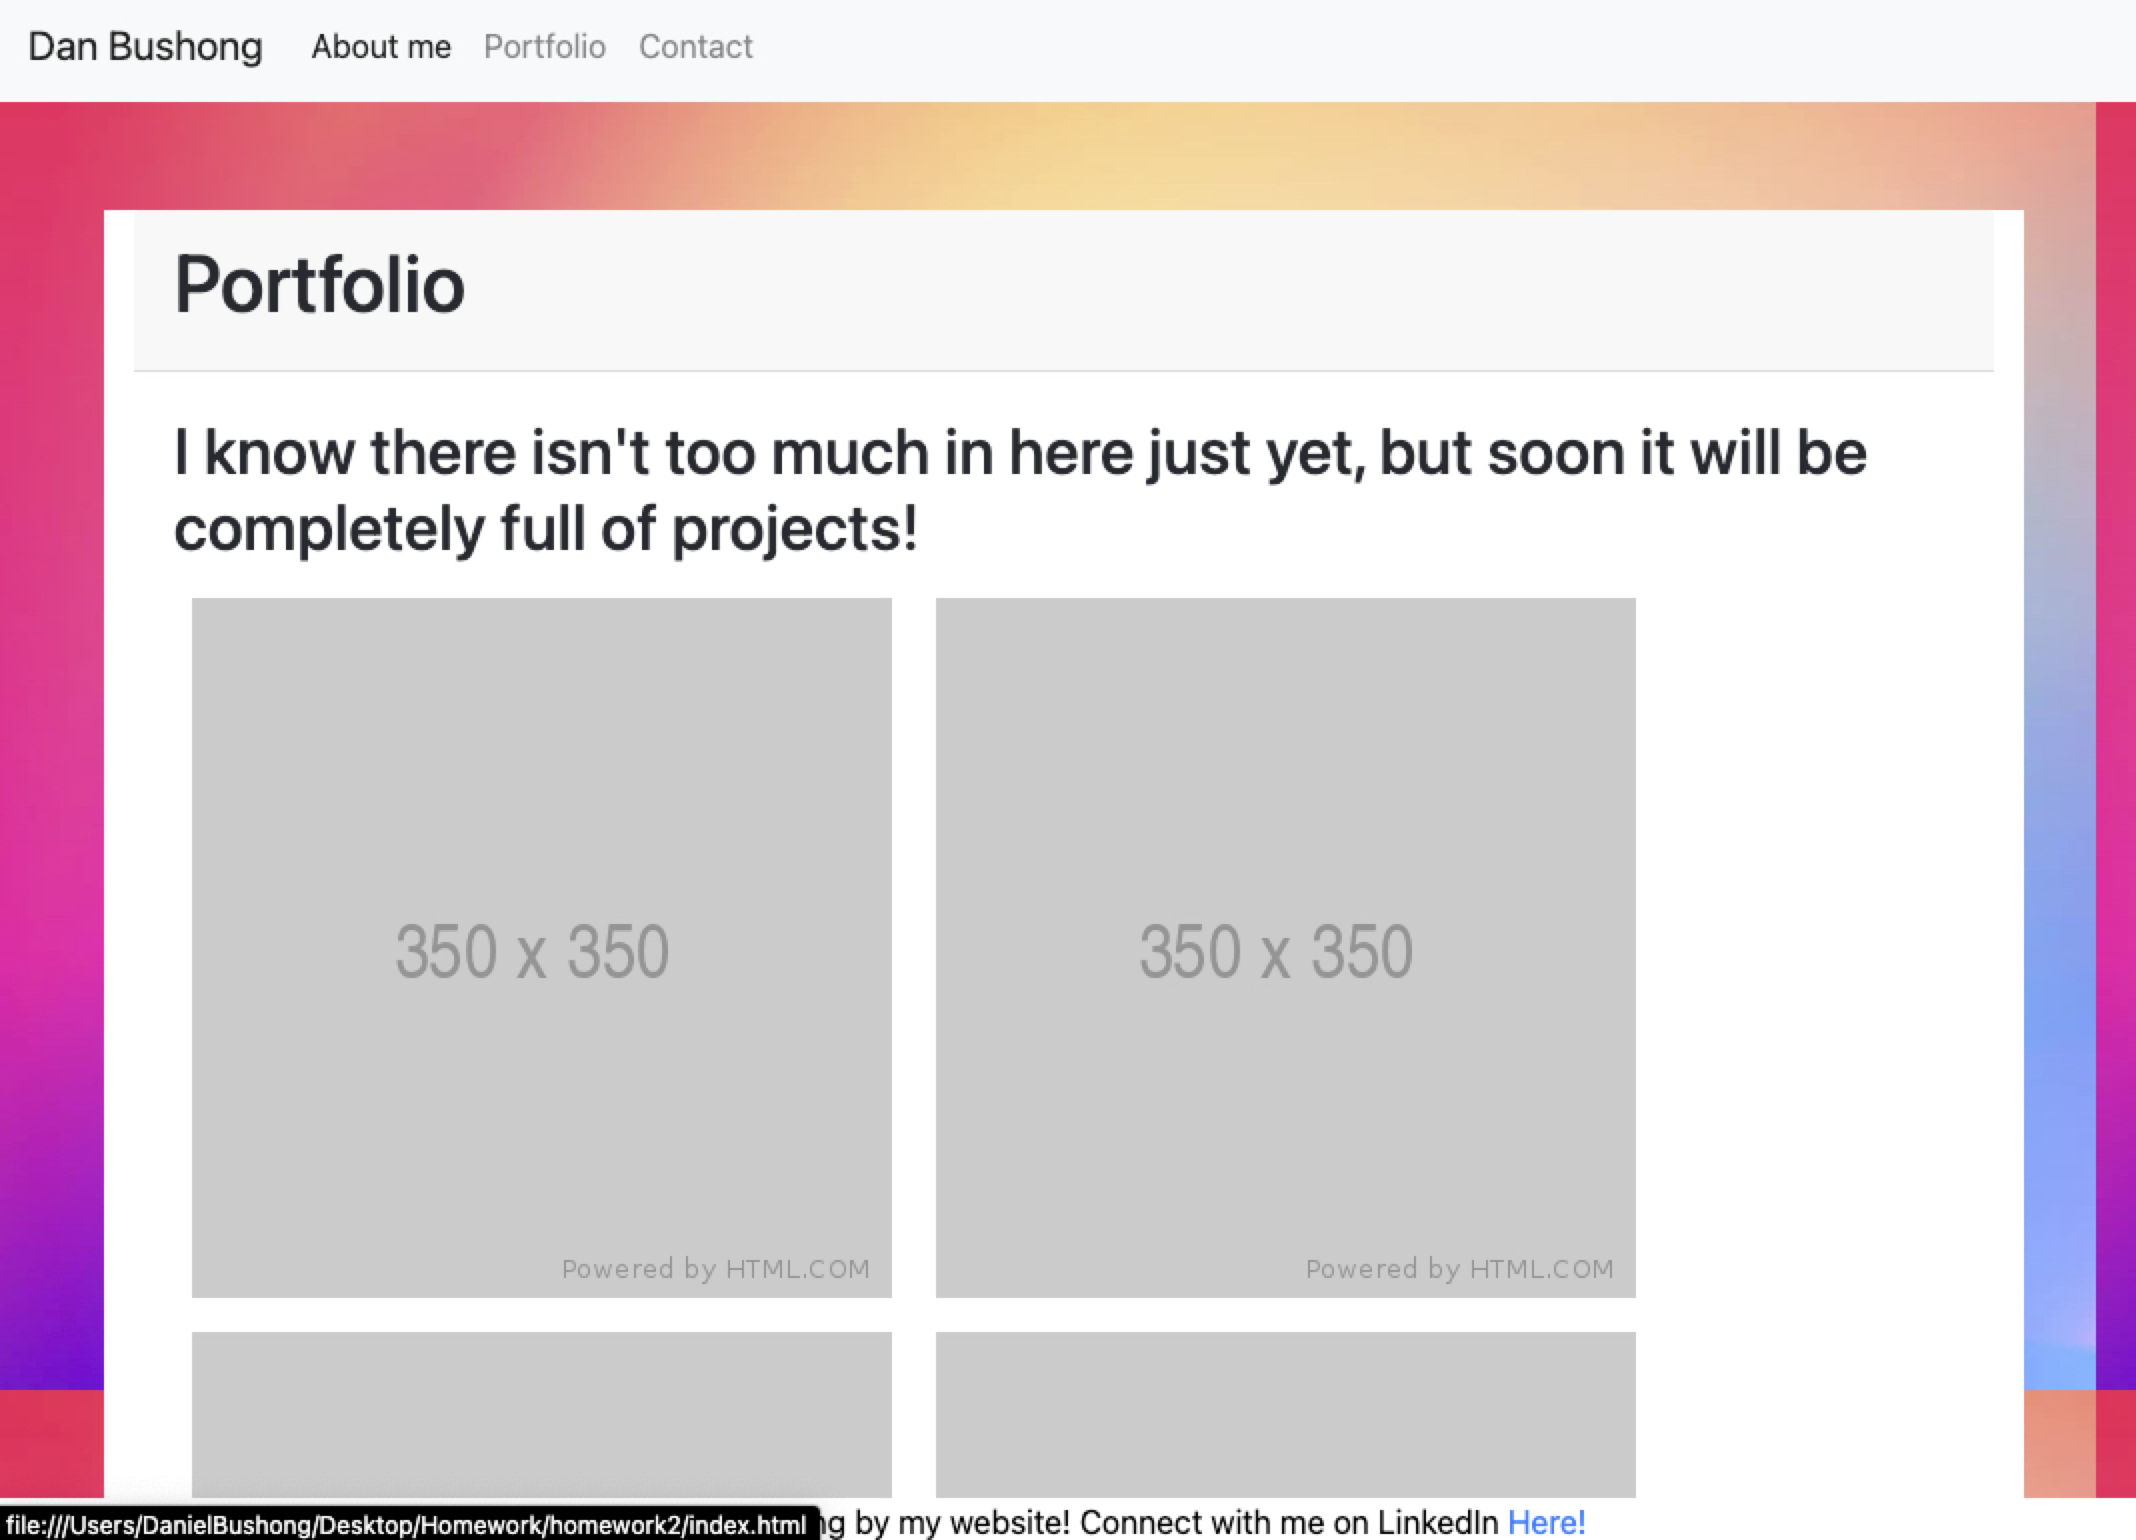 Dan Bushong About me Portfolio Contact
Portfolio
I know there isn't too much in here just yet, but soon it will be
completely full of projects!
350 x 350 350 x 350
Powered by HTML.COM Powered by HTML.COM
file:///Users/DanielBushong/Desktop/Homework/homework2/index.html by my website! Connect with me on LinkedIn Here!